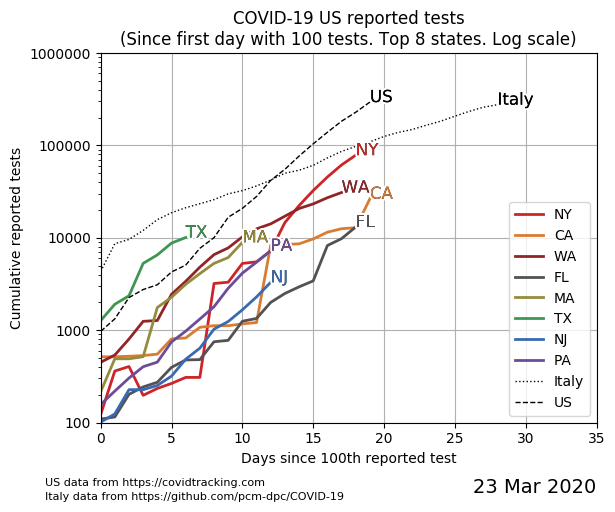 COVID-19 US reported tests
(Since first day with 100 tests. Top 8 states. Log scale)
1000000
100000
10000
1000
100
Cumulative reported tests
US
Italy
NY
WA
CA
FL
TX
MA
PA
NJ
NY
CA
WA
FL
MA
TX
NJ
PA
Italy
US
0 5 10 15 20 25 30 35
Days since 100th reported test
US data from https://covidtracking.com
Italy data from https://github.com/pcm-dpc/COVID-19
23 Mar 2020